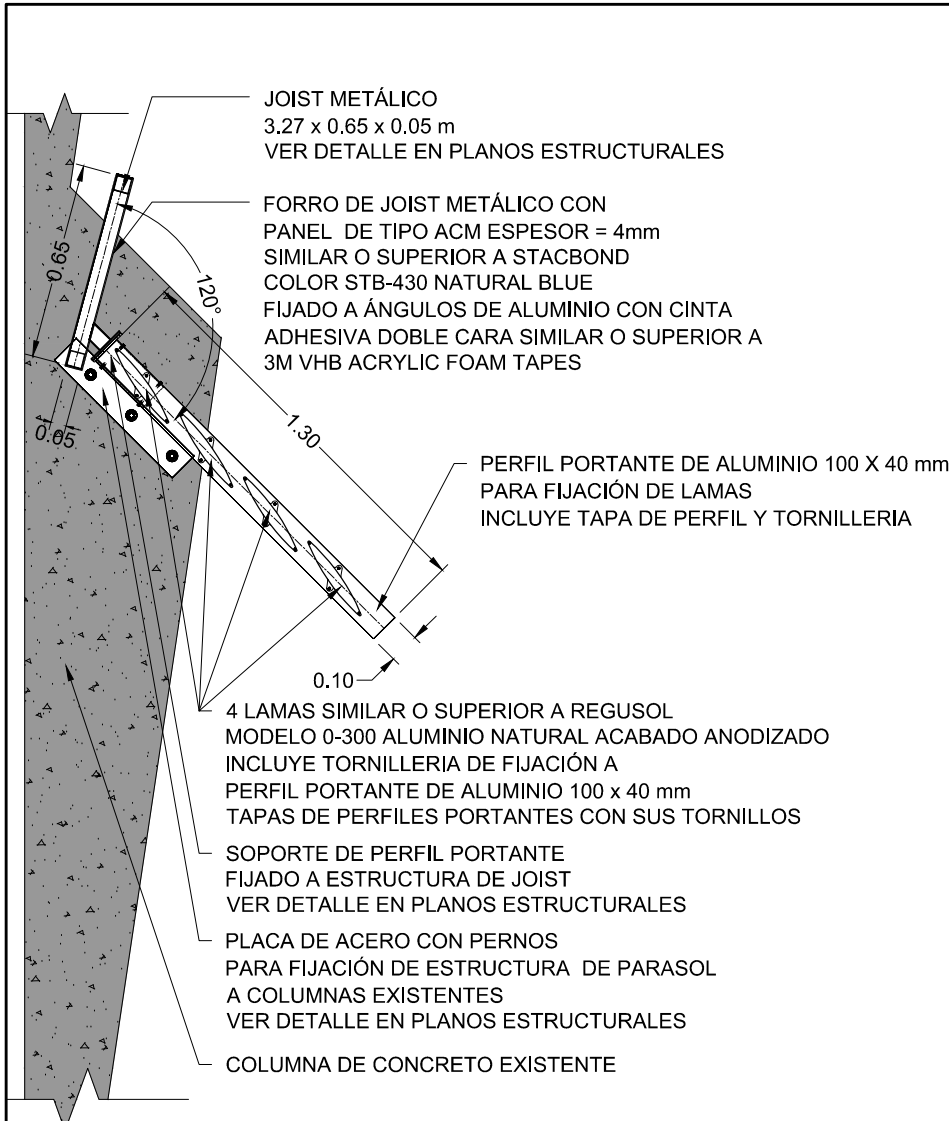 JOIST METÁLICO
3.27 x 0.65 x 0.05 m
VER DETALLE EN PLANOS ESTRUCTURALES
FORRO DE JOIST METÁLICO CON
PANEL DE TIPO ACM ESPESOR = 4mm
SIMILAR O SUPERIOR A STACBOND
COLOR STB-430 NATURAL BLUE
FIJADO A ÁNGULOS DE ALUMINIO CON CINTA
ADHESIVA DOBLE CARA SIMILAR O SUPERIOR A
3M VHB ACRYLIC FOAM TAPES
0.65
120°
0.05
1.30
PERFIL PORTANTE DE ALUMINIO 100 X 40 mm
PARA FIJACIÓN DE LAMAS
INCLUYE TAPA DE PERFIL Y TORNILLERIA
0.10
4 LAMAS SIMILAR O SUPERIOR A REGUSOL
MODELO 0-300 ALUMINIO NATURAL ACABADO ANODIZADO
INCLUYE TORNILLERIA DE FIJACIÓN A
PERFIL PORTANTE DE ALUMINIO 100 x 40 mm
TAPAS DE PERFILES PORTANTES CON SUS TORNILLOS
SOPORTE DE PERFIL PORTANTE
FIJADO A ESTRUCTURA DE JOIST
VER DETALLE EN PLANOS ESTRUCTURALES
PLACA DE ACERO CON PERNOS
PARA FIJACIÓN DE ESTRUCTURA DE PARASOL
A COLUMNAS EXISTENTES
VER DETALLE EN PLANOS ESTRUCTURALES
COLUMNA DE CONCRETO EXISTENTE